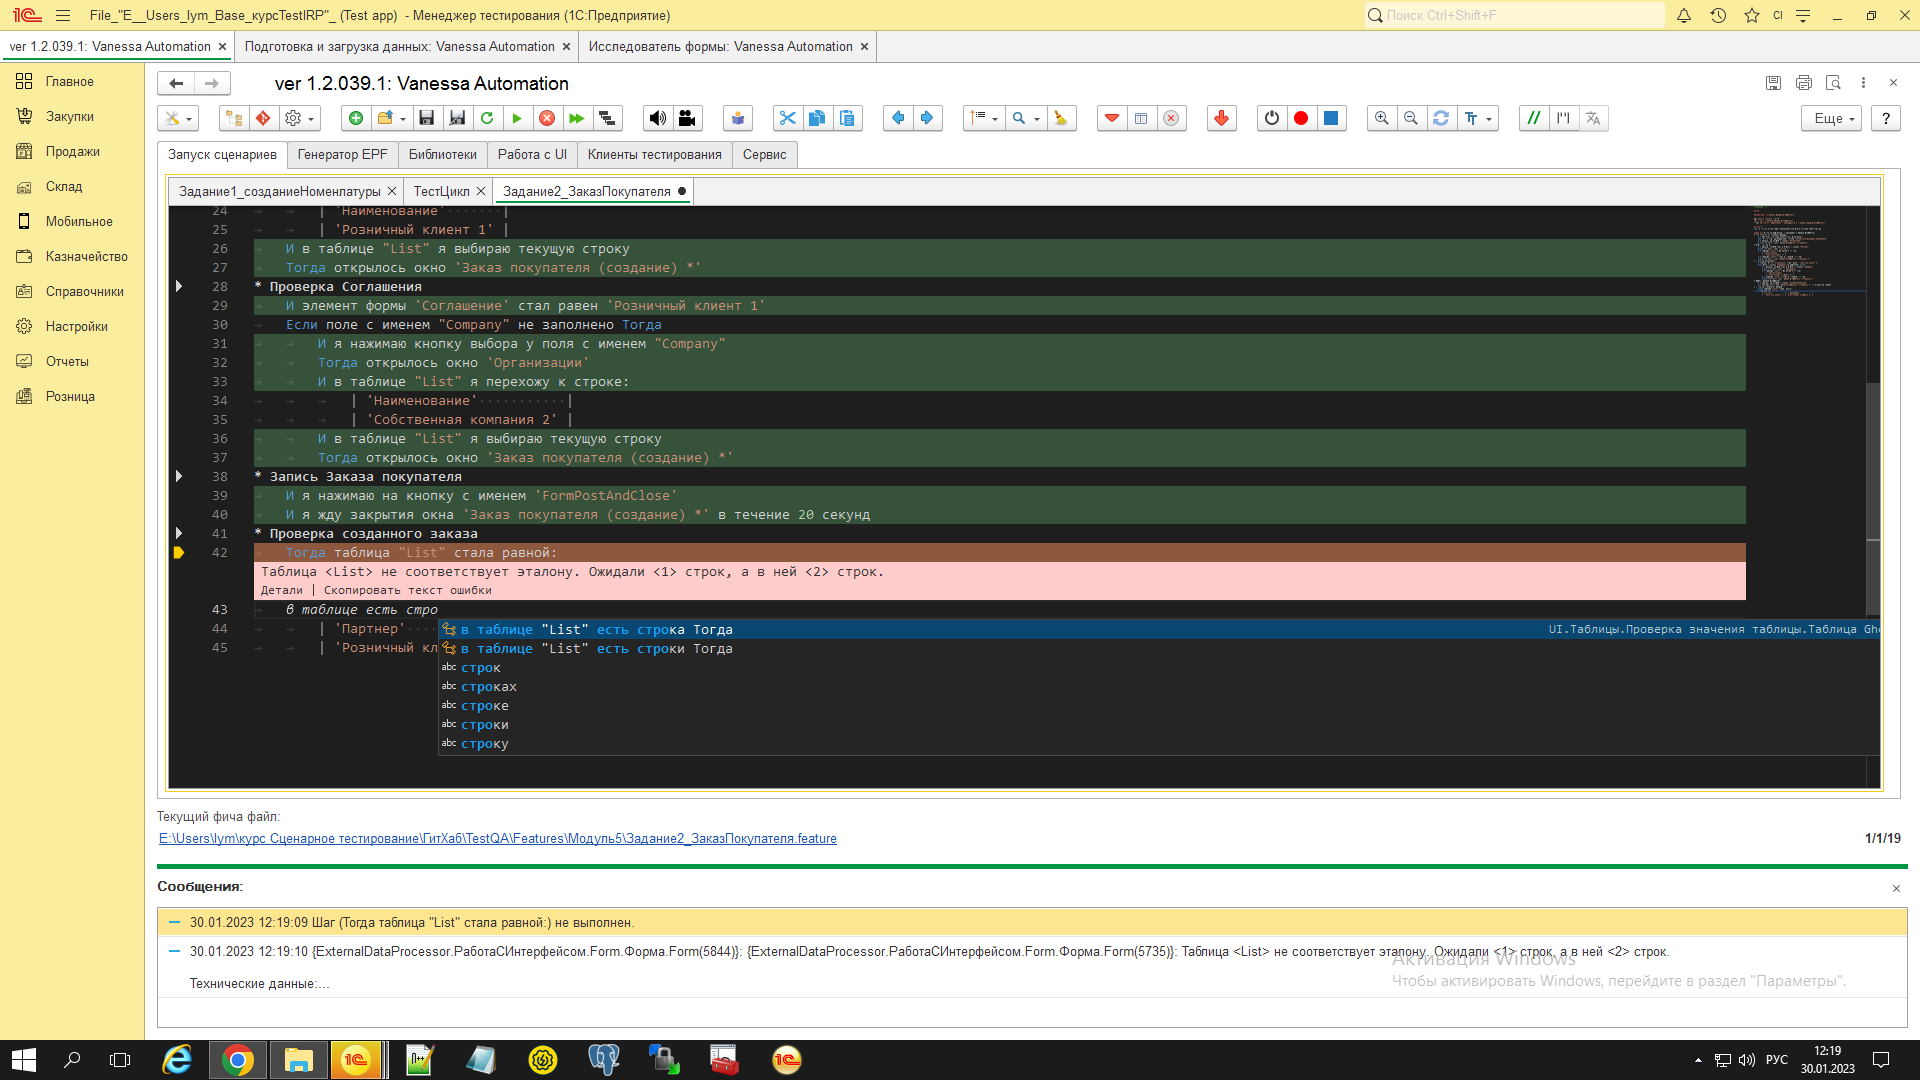 File_"E__Users_lym_Base_курсTestIRP"_ (Test app)  - Менеджер тестирования (1С:Предприятие)
Поиск Ctrl+Shift+F
CI
ver 1.2.039.1: Vanessa Automation
Подготовка и загрузка данных: Vanessa Automation
Исследователь формы: Vanessa Automation
Главное
Закупки
Продажи
Склад
Мобильное
Казначейство
Справочники
Настройки
Отчеты
Розница
ver 1.2.039.1: Vanessa Automation
Еще
?
Запуск сценариев
Генератор EPF
Библиотеки
Работа с UI
Клиенты тестирования
Сервис
Задание1_созданиеНоменлатуры
ТестЦикл
Задание2_ЗаказПокупателя
24 | 'Наименование' |
25 | 'Розничный клиент 1' |
26 И в таблице "List" я выбираю текущую строку
27 Тогда открылось окно 'Заказ покупателя (создание) *'
28 * Проверка Соглашения
29 И элемент формы 'Соглашение' стал равен 'Розничный клиент 1'
30 Если поле с именем "Company" не заполнено Тогда
31 И я нажимаю кнопку выбора у поля с именем "Company"
32 Тогда открылось окно 'Организации'
33 И в таблице "List" я перехожу к строке:
34 | 'Наименование' |
35 | 'Собственная компания 2' |
36 И в таблице "List" я выбираю текущую строку
37 Тогда открылось окно 'Заказ покупателя (создание) *'
38 * Запись Заказа покупателя
39 И я нажимаю на кнопку с именем 'FormPostAndClose'
40 И я жду закрытия окна 'Заказ покупателя (создание) *' в течение 20 секунд
41 * Проверка созданного заказа
42 Тогда таблица "List" стала равной:
Таблица <List> не соответствует эталону. Ожидали <1> строк, а в ней <2> строк.
Детали | Скопировать текст ошибки
43 в таблице есть стро
44 | 'Партнер'
45 | 'Розничный кл
в таблице "List" есть строка Тогда
UI.Таблицы.Проверка значения таблицы.Таблица Gh
в таблице "List" есть строки Тогда
abc строк
abc строках
abc строке
abc строки
abc строку
Текущий фича файл:
E:\Users\lym\курс Сценарное тестирование\ГитХаб\TestQA\Features\Модуль5\Задание2_ЗаказПокупателя.feature
1/1/19
Сообщения:
30.01.2023 12:19:09 Шаг (Тогда таблица "List" стала равной:) не выполнен.
30.01.2023 12:19:10 {ExternalDataProcessor.РаботаСИнтерфейсом.Form.Форма.Form(5844)}: {ExternalDataProcessor.РаботаСИнтерфейсом.Form.Форма.Form(5735)}: Таблица <List> не соответствует эталону. Ожидали <1> строк, а в ней <2> строк.
Технические данные:...
Активация Windows
Чтобы активировать Windows, перейдите в раздел "Параметры".
РУС
12:19
30.01.2023